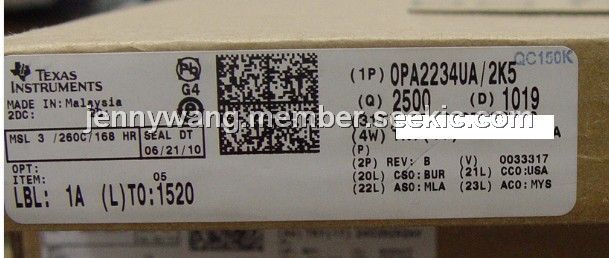 QC150K
TEXAS
INSTRUMENTS
G4
MADE IN: Malaysia
2DC:
MSL 3 /260C/168 HR
SEAL DT
06/21/10
OPT:
ITEM:
05
LBL: 1A (L)TO:1520
(1P) OPA2234UA/2K5
(Q) 2500 (D) 1019
(4W) A
(P)
(2P) REV: B (V) 0033317
(20L) CSO:BUR (21L) CCO:USA
(22L) ASO:MLA (23L) ACO:MYS
jennywang.member.seekic.com